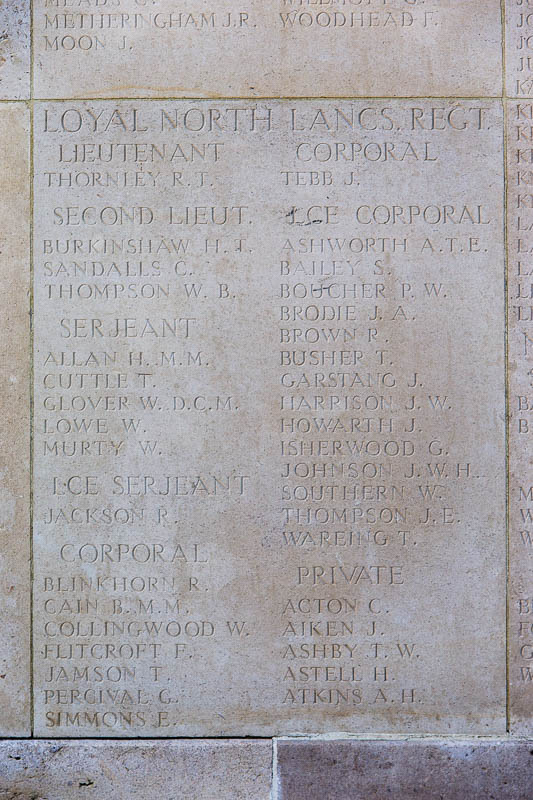 METHERINGHAM J.R.
MOON J.
WOODHEAD F.
LOYAL NORTH LANCS. REGT.
LIEUTENANT
THORNLEY R. T.
SECOND LIEUT.
BURKINSHAW H. T.
SANDALLS C.
THOMPSON W. B.
SERJEANT
ALLAN H., M.M.
CUTTLE T.
GLOVER W. D.C.M.
LOWE W.
MURTY W.
LCE SERJEANT
JACKSON R.
CORPORAL
BLINKHORN R.
CAIN B. M.M.
COLLINGWOOD W.
FLITCROFT F.
JAMSON T.
PERCIVAL G.
SIMMONS E.
CORPORAL
TEBB J.
LCE CORPORAL
ASHWORTH A.T.E.
BAILEY S.
BOUCHER P. W.
BRODIE J. A.
BROWN R.
BUSHER T.
GARSTANG J.
HARRISON J. W.
HOWARTH J.
ISHERWOOD G.
JOHNSON J. W. H.
SOUTHERN W.
THOMPSON J. E.
WAREING T.
PRIVATE
ACTON C.
AIKEN J.
ASHBY T. W.
ASTELL H.
ATKINS A. H.